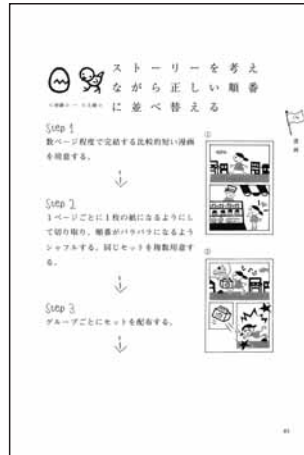 ストーリーを考え
ながら正しい順番
に並べ替える
Step 1
数ページ程度で完結する比較的短い漫画
を用意する。
Step 2
1ページごとに1枚の紙になるようにし
て切り取り、順番がバラバラになるよう
シャッフルする。同じセットを複数用意す
る。
Step 3
グループごとにセットを配布する。
①
②
漫画